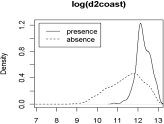 log(d2coast)
presence
absence
Density
0.0 0.4 0.8 1.2
7 8 9 10 11 12 13